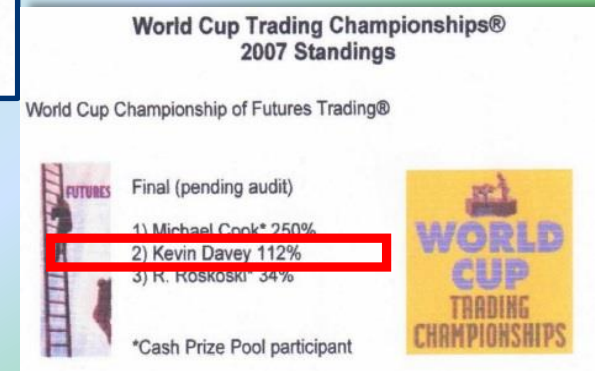 World Cup Trading Championships®
2007 Standings
World Cup Championship of Futures Trading®
FUTURES
Final (pending audit)
1) Michael Cook* 250%
2) Kevin Davey 112%
3) R. Roskoski* 34%
*Cash Prize Pool participant
WORLD
CUP
TRADING
CHAMPIONSHIPS